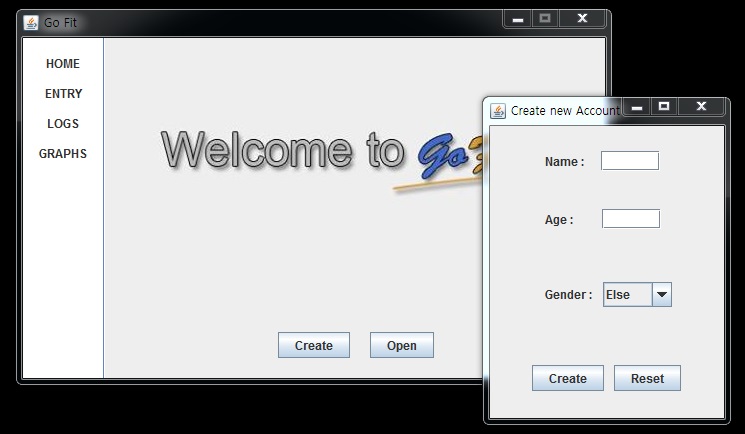 Go Fit
HOME
ENTRY
LOGS
GRAPHS
Welcome to Go
Create
Open
Create new Account
Name :
Age :
Gender :
Else
Create
Reset